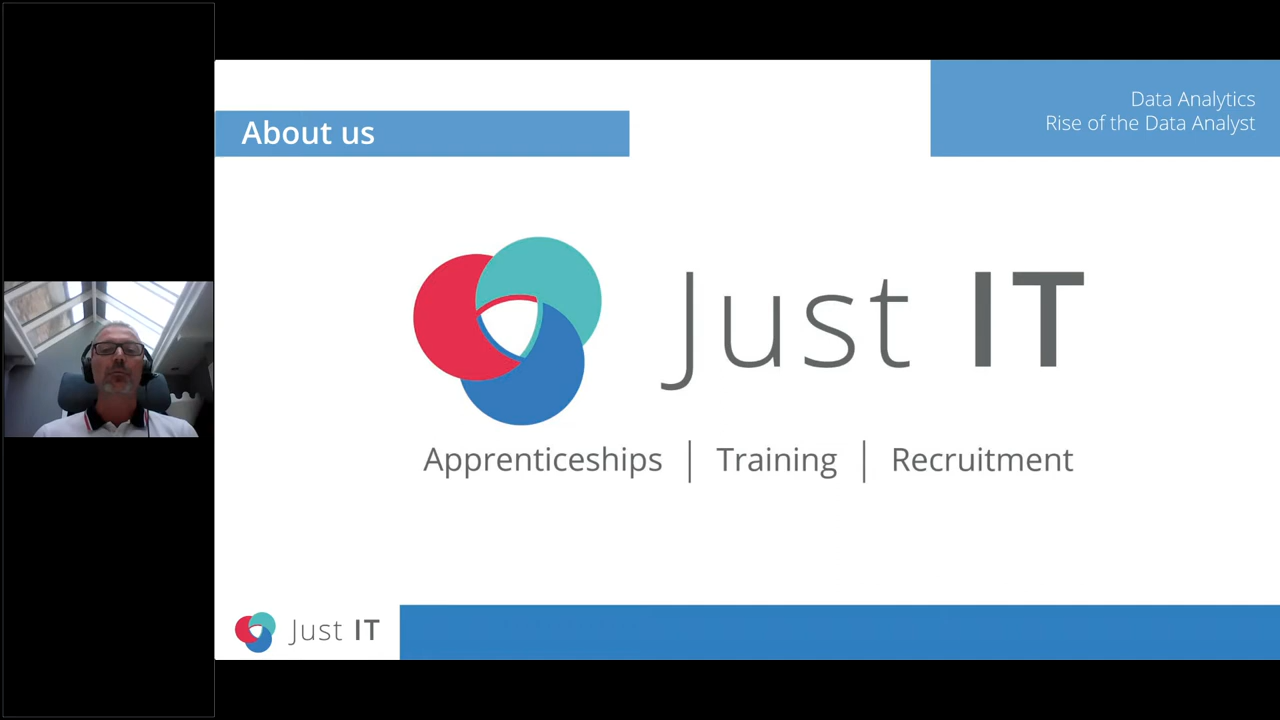 About us
Data Analytics
Rise of the Data Analyst
Just IT
Apprenticeships | Training | Recruitment
Just IT